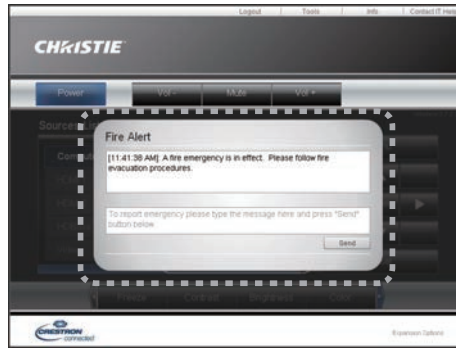 Logout Tools Info Contact IT Help
CHRISTIE
Power Vol - Mute Vol +
Sources List
Fire Alert
[11:41:38 AM]: A fire emergency is in effect. Please follow fire
evacuation procedures.
To report emergency please type the message here and press "Send"
button below
Send
Freeze Contrast Brightness Color
CRESTRON
connected
Expansion Options